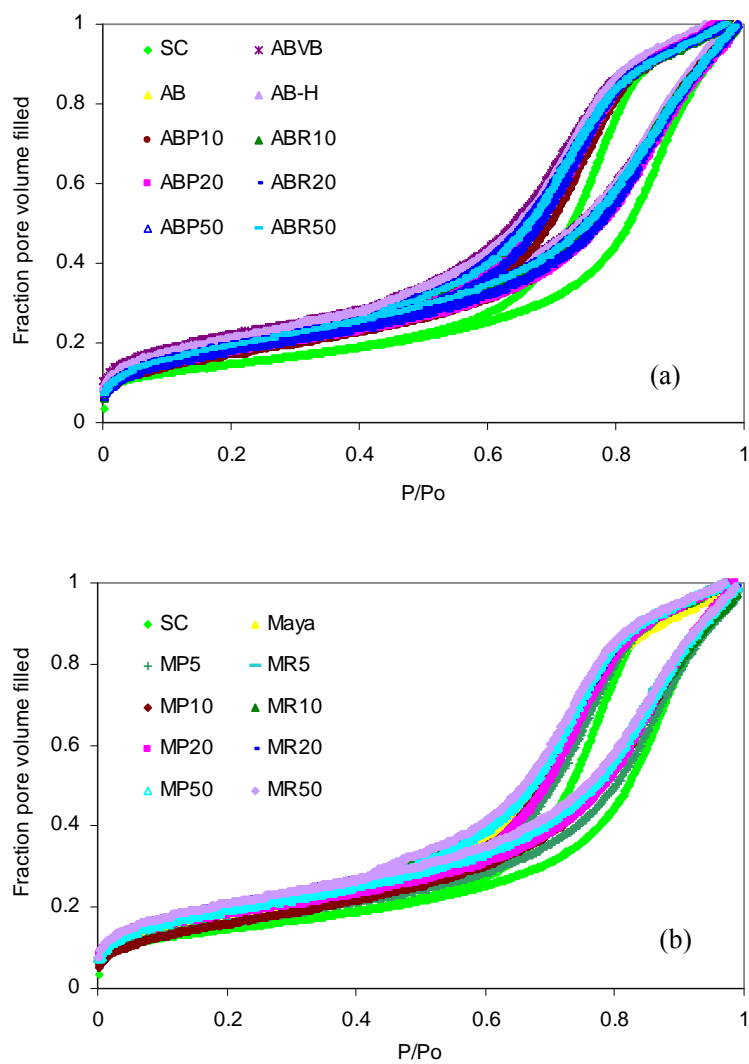 Fraction pore volume filled
1
0.8
0.6
0.4
0.2
0
SC ABVB
AB AB-H
ABP10 ABR10
ABP20 ABR20
ABP50 ABR50
(a)
0 0.2 0.4 0.6 0.8 1
P/Po
Fraction pore volume filled
1
0.8
0.6
0.4
0.2
0
SC Maya
MP5 MR5
MP10 MR10
MP20 MR20
MP50 MR50
(b)
0 0.2 0.4 0.6 0.8 1
P/Po